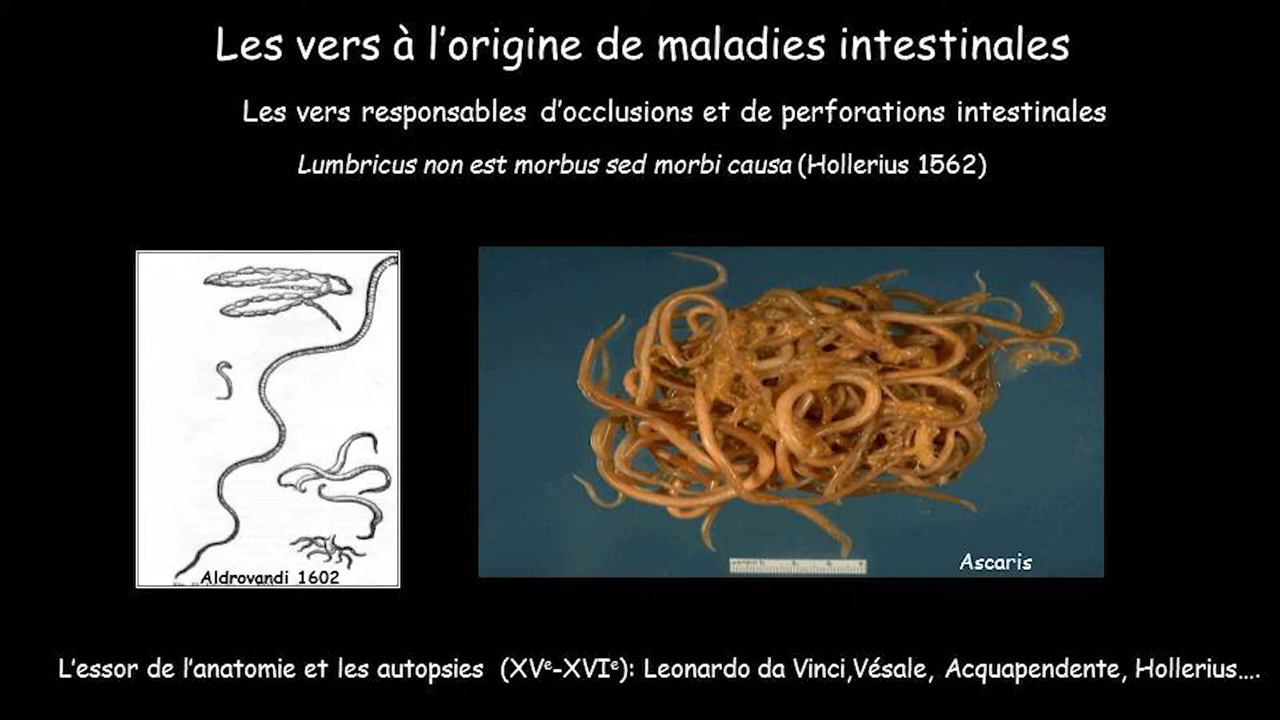 Les vers à l'origine de maladies intestinales
Les vers responsables d'occlusions et de perforations intestinales
Lumbricus non est morbus sed morbi causa (Hollerius 1562)
Aldrovandi 1602
Ascaris
L'essor de l'anatomie et les autopsies (XVᵉ-XVIᵉ): Leonardo da Vinci,Vésale, Acquapendente, Hollerius….